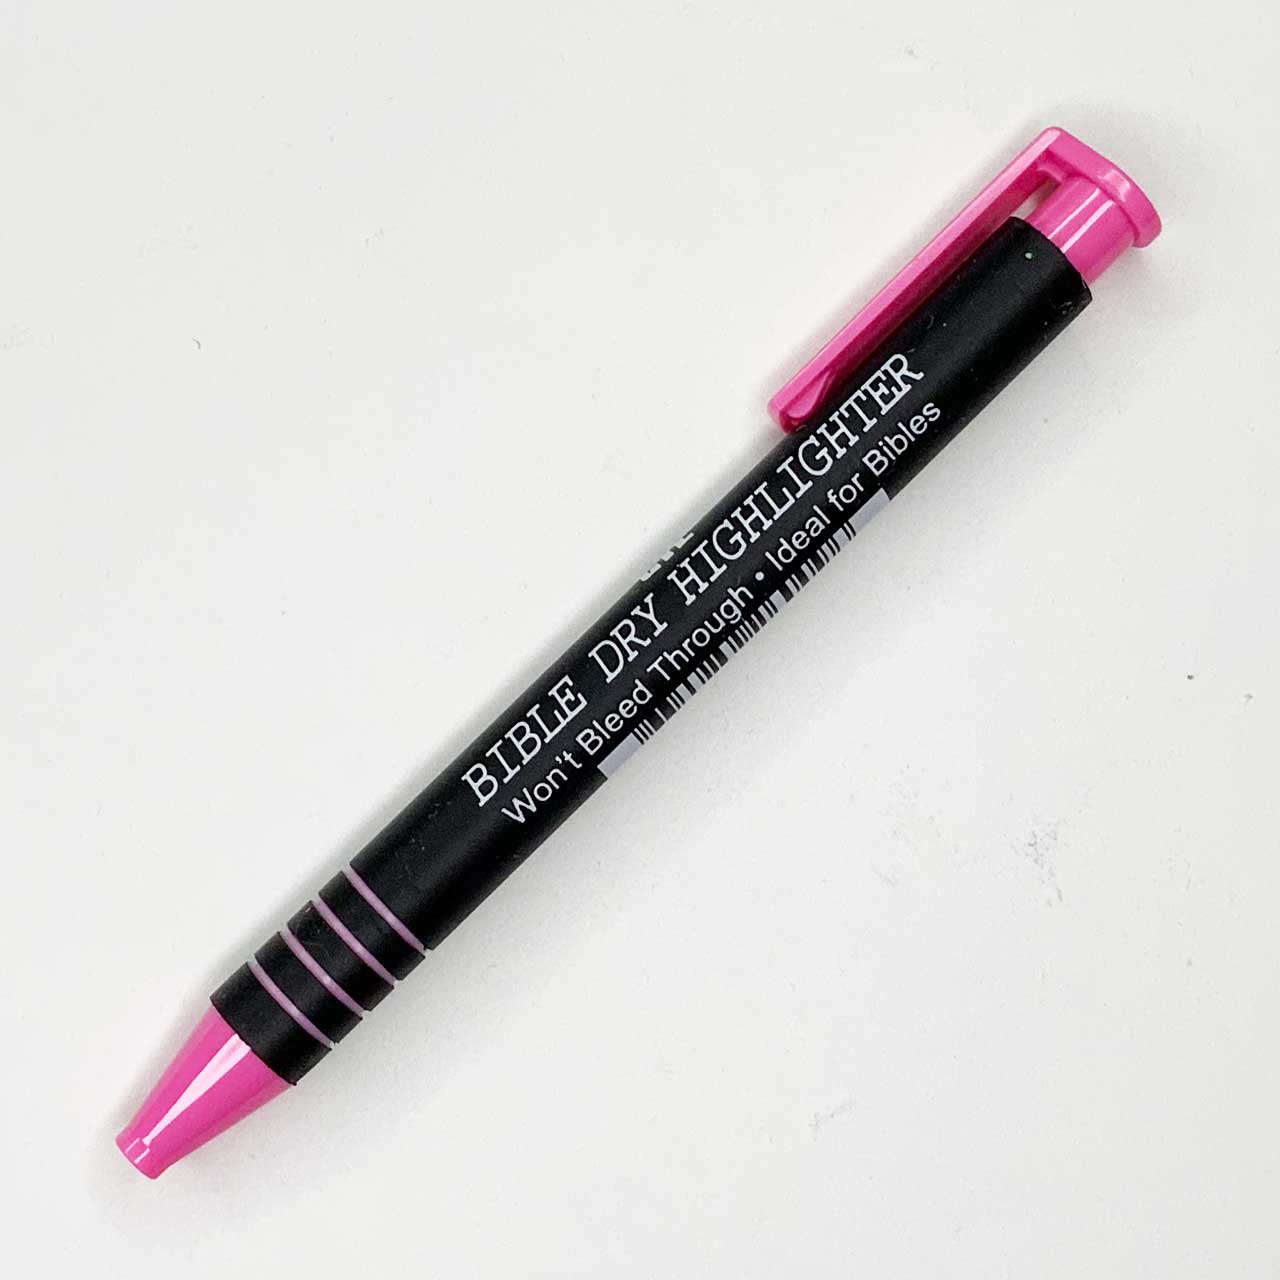 BIBLE DRY HIGHLIGHTER
Won't Bleed Through • Ideal for Bibles